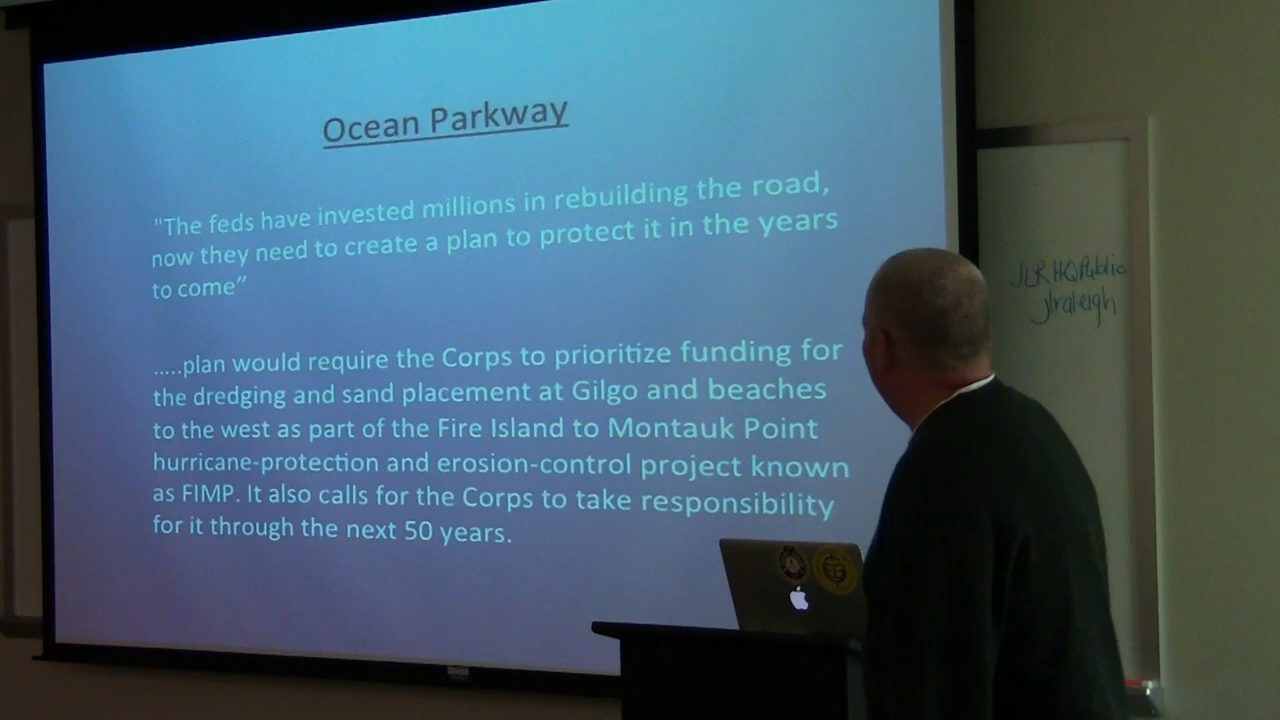 Ocean Parkway
"The feds have invested millions in rebuilding the road,
now they need to create a plan to protect it in the years
to come”
.....plan would require the Corps to prioritize funding for
the dredging and sand placement at Gilgo and beaches
to the west as part of the Fire Island to Montauk Point
hurricane-protection and erosion-control project known
as FIMP. It also calls for the Corps to take responsibility
for it through the next 50 years.
JLR HQPublic
jlraleigh